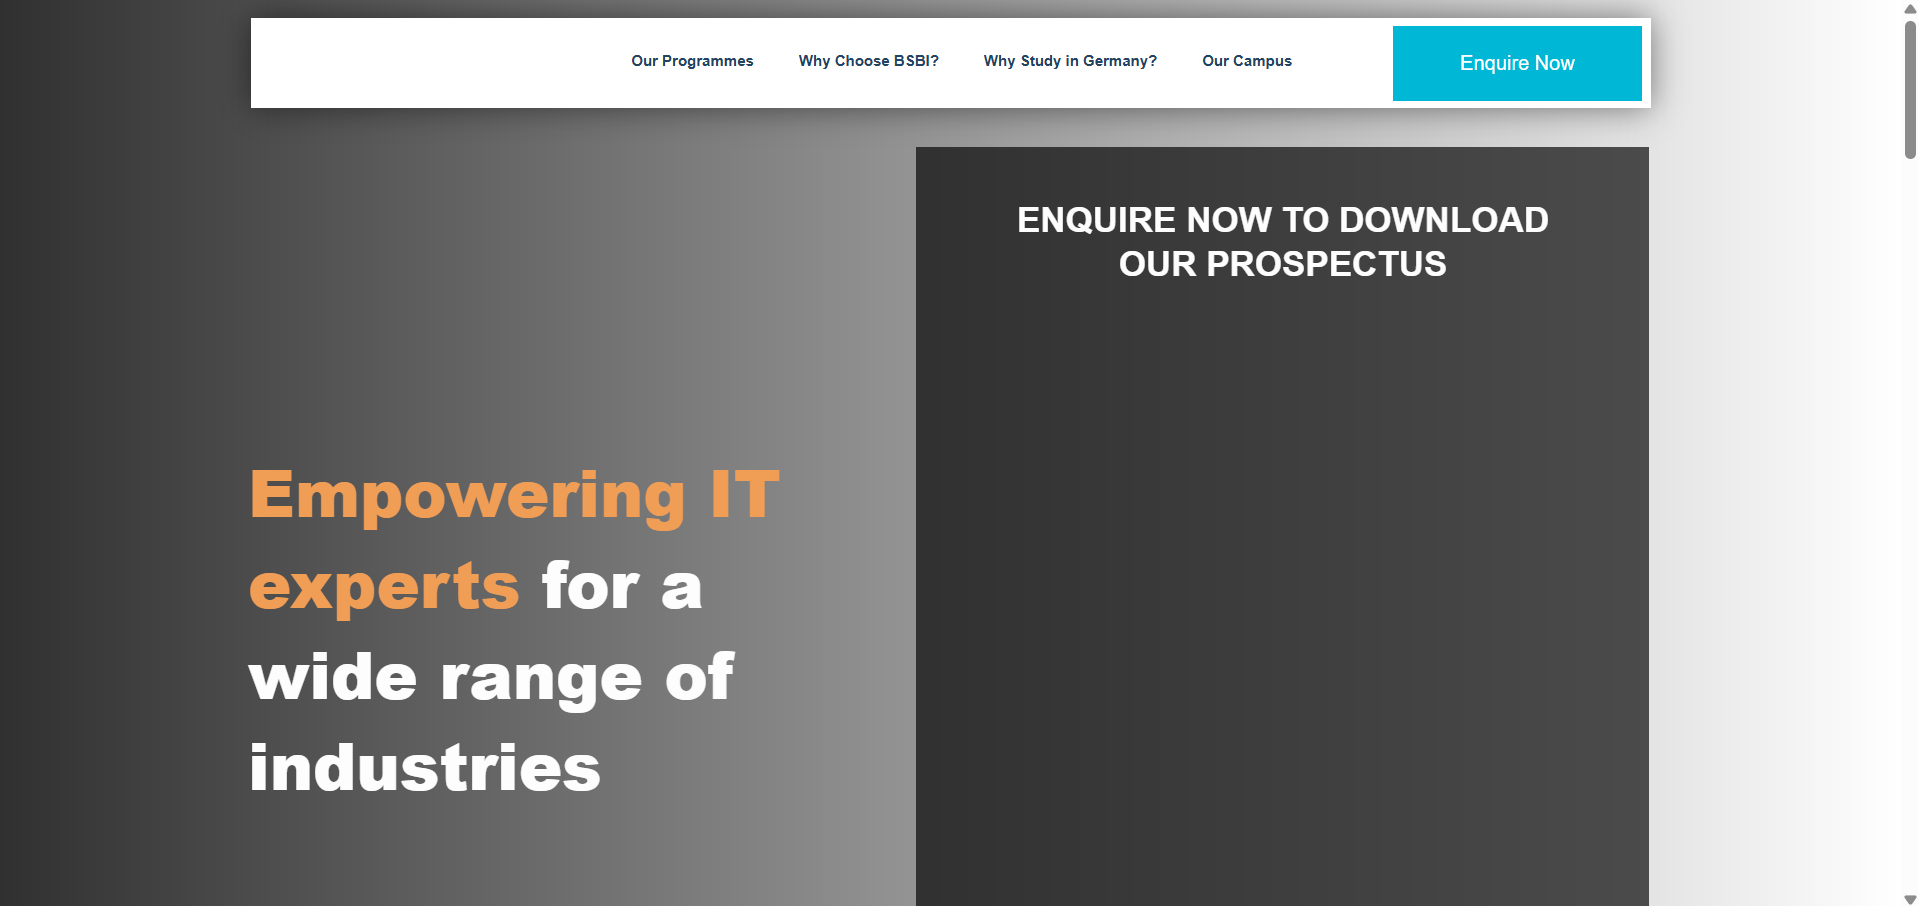 Our Programmes Why Choose BSBI? Why Study in Germany? Our Campus Enquire Now
ENQUIRE NOW TO DOWNLOAD
OUR PROSPECTUS
Empowering IT
experts for a
wide range of
industries